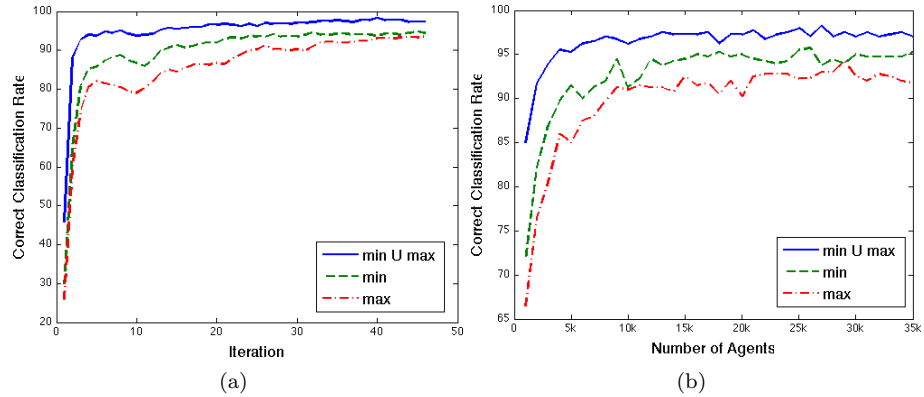 100
90
80
70
60
50
40
30
20
0
10
20
30
40
50
Correct Classification Rate
Iteration
min U max
min
max
(a)
100
95
90
85
80
75
70
65
0
5k
10k
15k
20k
25k
30k
35k
Correct Classification Rate
Number of Agents
min U max
min
max
(b)